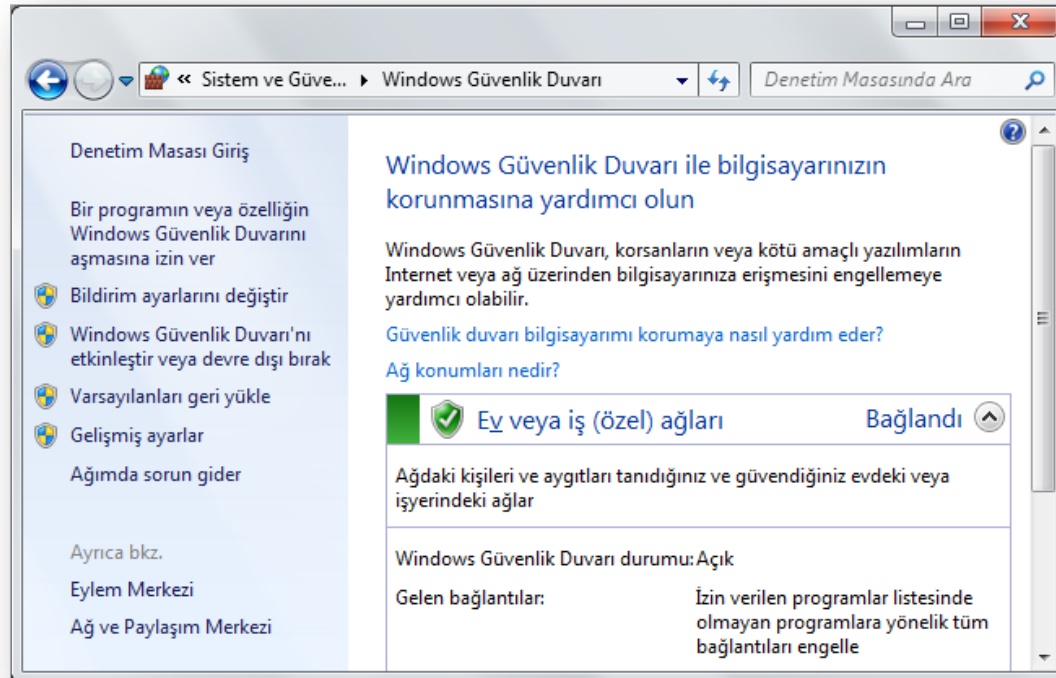 « Sistem ve Güve... ▸ Windows Güvenlik Duvarı
Denetim Masasında Ara
Denetim Masası Giriş
Bir programın veya özelliğin
Windows Güvenlik Duvarını
aşmasına izin ver
Bildirim ayarlarını değiştir
Windows Güvenlik Duvarı'nı
etkinleştir veya devre dışı bırak
Varsayılanları geri yükle
Gelişmiş ayarlar
Ağımda sorun gider
Ayrıca bkz.
Eylem Merkezi
Ağ ve Paylaşım Merkezi
Windows Güvenlik Duvarı ile bilgisayarınızın
korunmasına yardımcı olun
Windows Güvenlik Duvarı, korsanların veya kötü amaçlı yazılımların
Internet veya ağ üzerinden bilgisayarınıza erişmesini engellemeye
yardımcı olabilir.
Güvenlik duvarı bilgisayarımı korumaya nasıl yardım eder?
Ağ konumları nedir?
Ev veya iş (özel) ağları Bağlandı
Ağdaki kişileri ve aygıtları tanıdığınız ve güvendiğiniz evdeki veya
işyerindeki ağlar
Windows Güvenlik Duvarı durumu: Açık
Gelen bağlantılar: İzin verilen programlar listesinde
olmayan programlara yönelik tüm
bağlantıları engelle